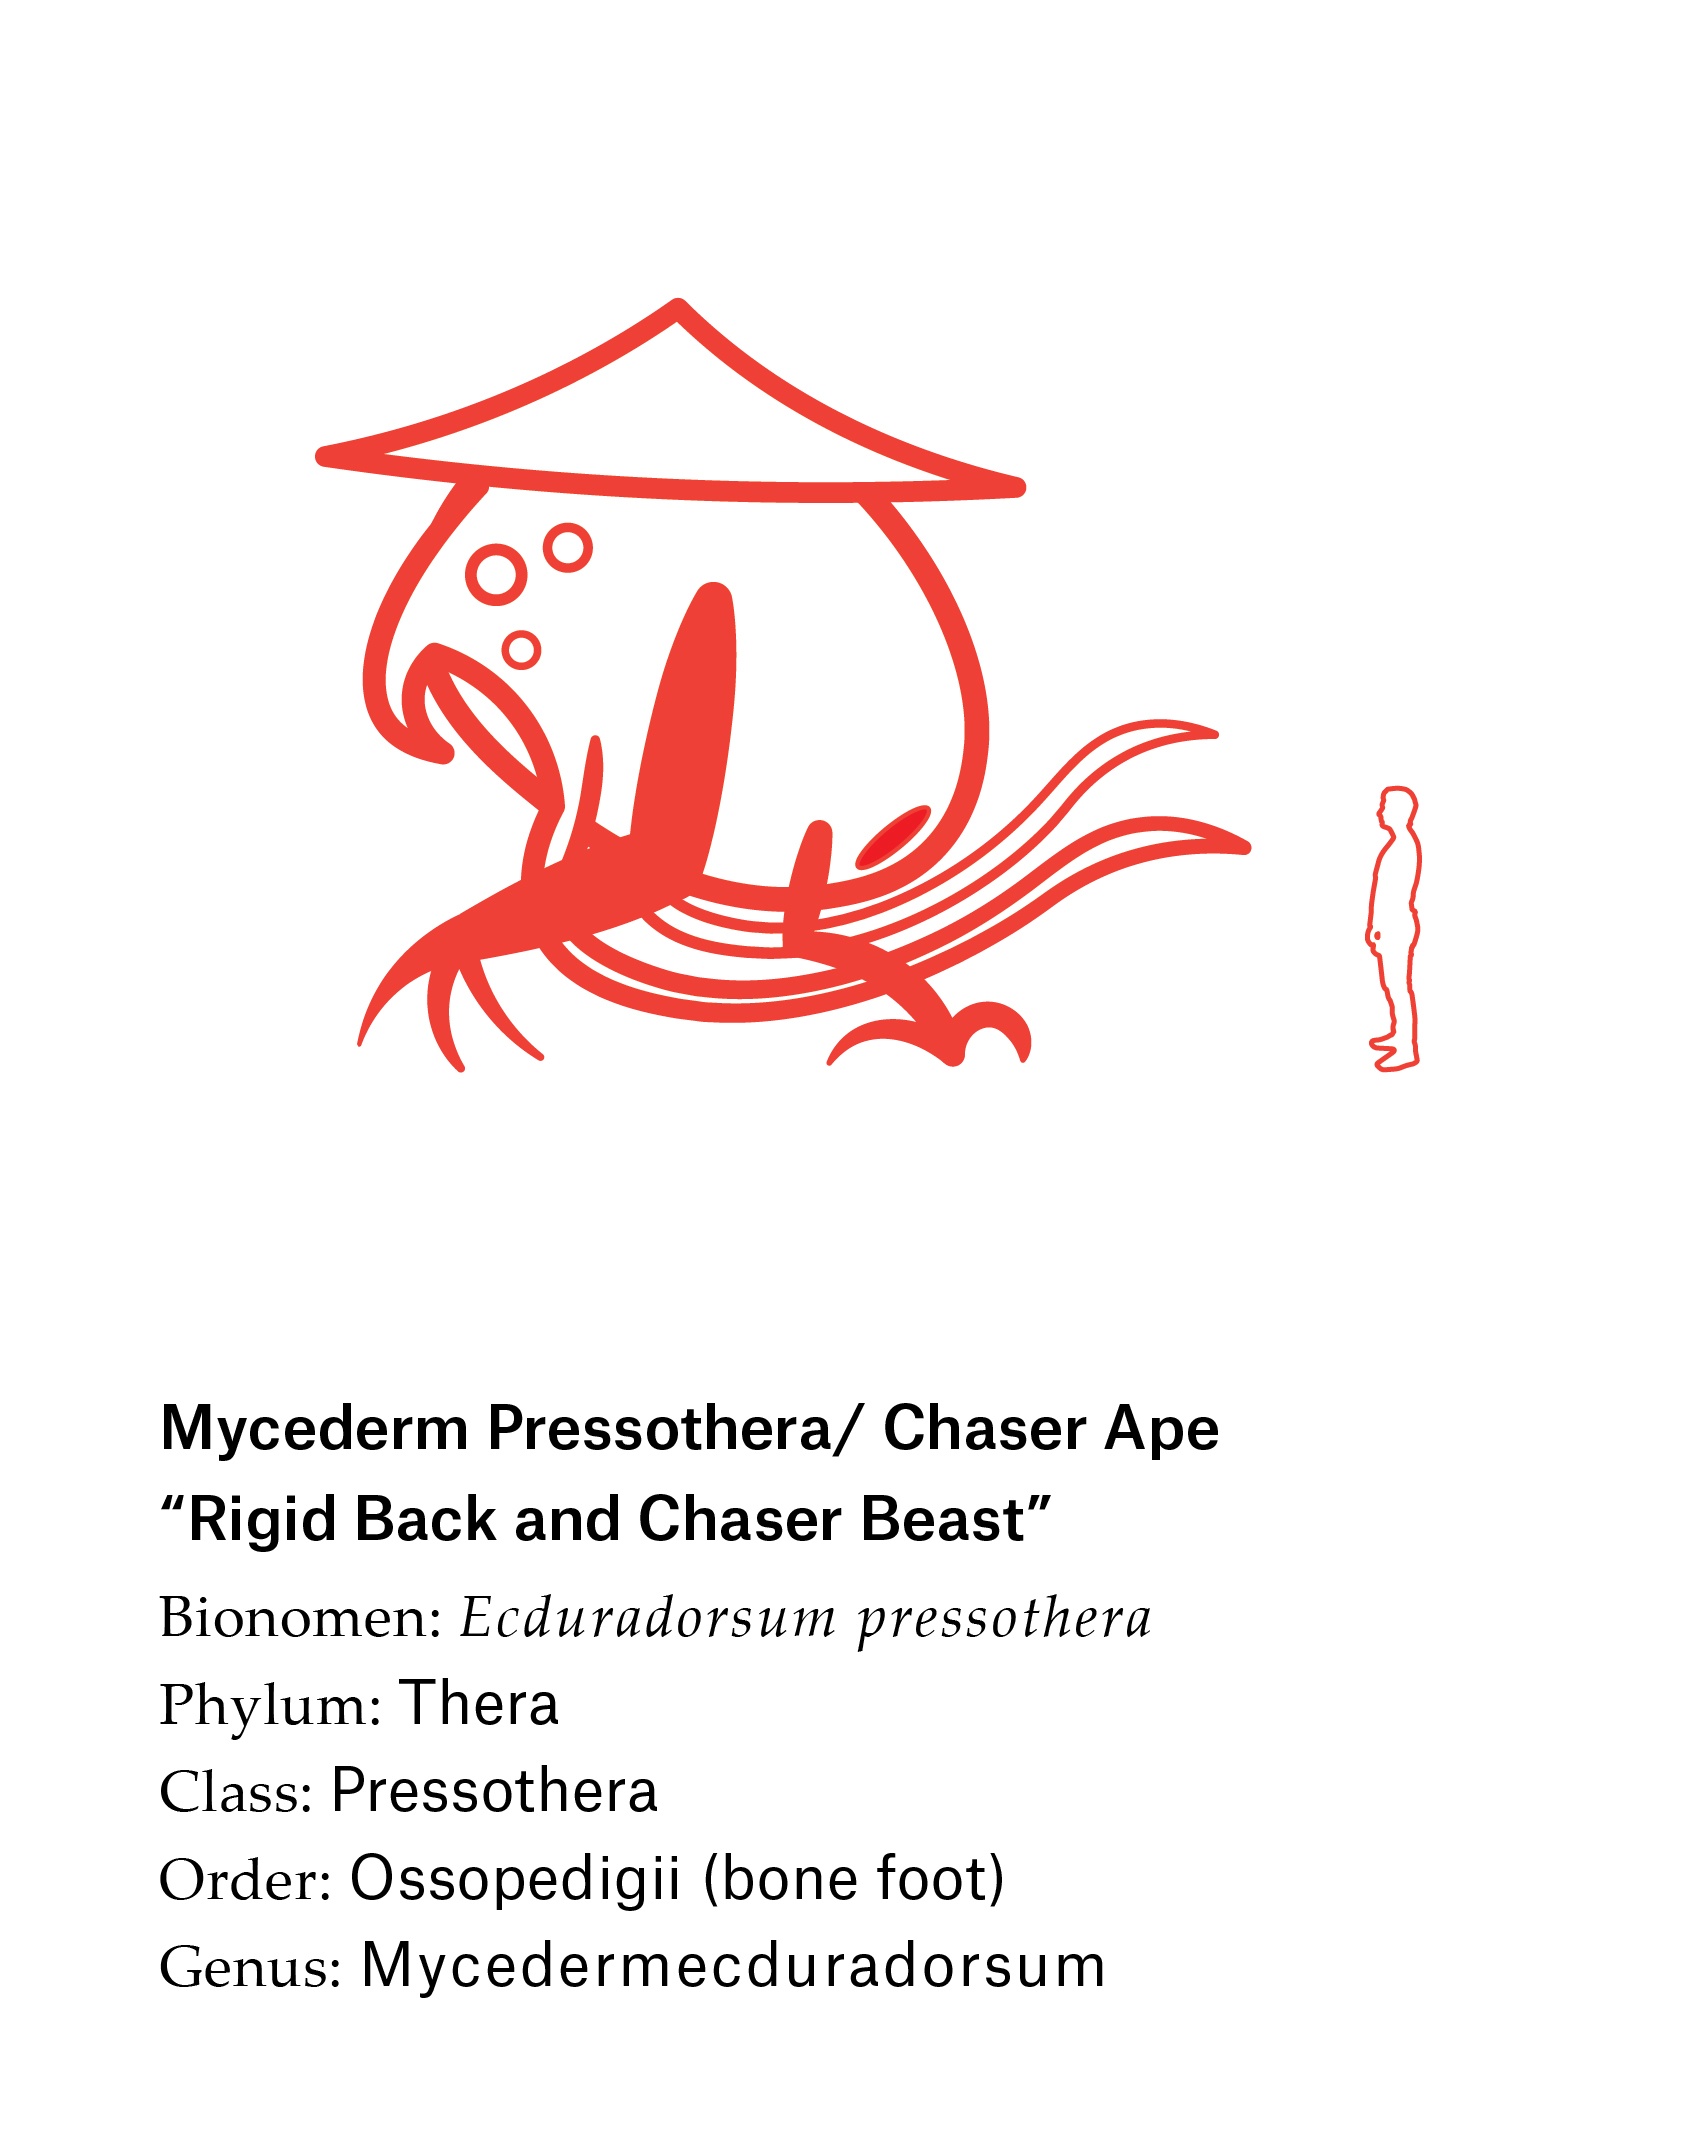 Mycederm Pressothera/ Chaser Ape
“Rigid Back and Chaser Beast”
Bionomen: Ecduradorsum pressothera
Phylum: Thera
Class: Pressothera
Order: Ossopedigii (bone foot)
Genus: Mycedermecduradorsum